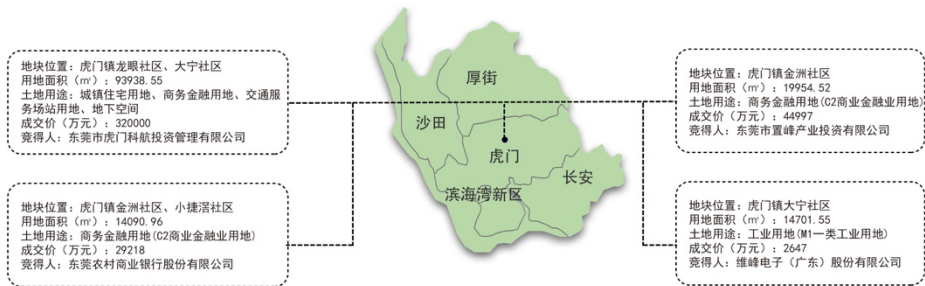 地块位置：虎门镇龙眼社区、大宁社区
用地面积（㎡）：93938.55
土地用途：城镇住宅用地、商务金融用地、交通服
务场站用地、地下空间
成交价（万元）：320000
竞得人：东莞市虎门科航投资管理有限公司
地块位置：虎门镇金洲社区、小捷滘社区
用地面积（㎡）：14090.96
土地用途：商务金融用地(C2商业金融业用地)
成交价（万元）：29218
竞得人：东莞农村商业银行股份有限公司
厚街
沙田
虎门
长安
滨海湾新区
地块位置：虎门镇金洲社区
用地面积（㎡）：19954.52
土地用途：商务金融用地(C2商业金融业用地)
成交价（万元）：44997
竞得人：东莞市置峰产业投资有限公司
地块位置：虎门镇大宁社区
用地面积（㎡）：14701.55
土地用途：工业用地(M1一类工业用地)
成交价（万元）：2647
竞得人：维峰电子（广东）股份有限公司